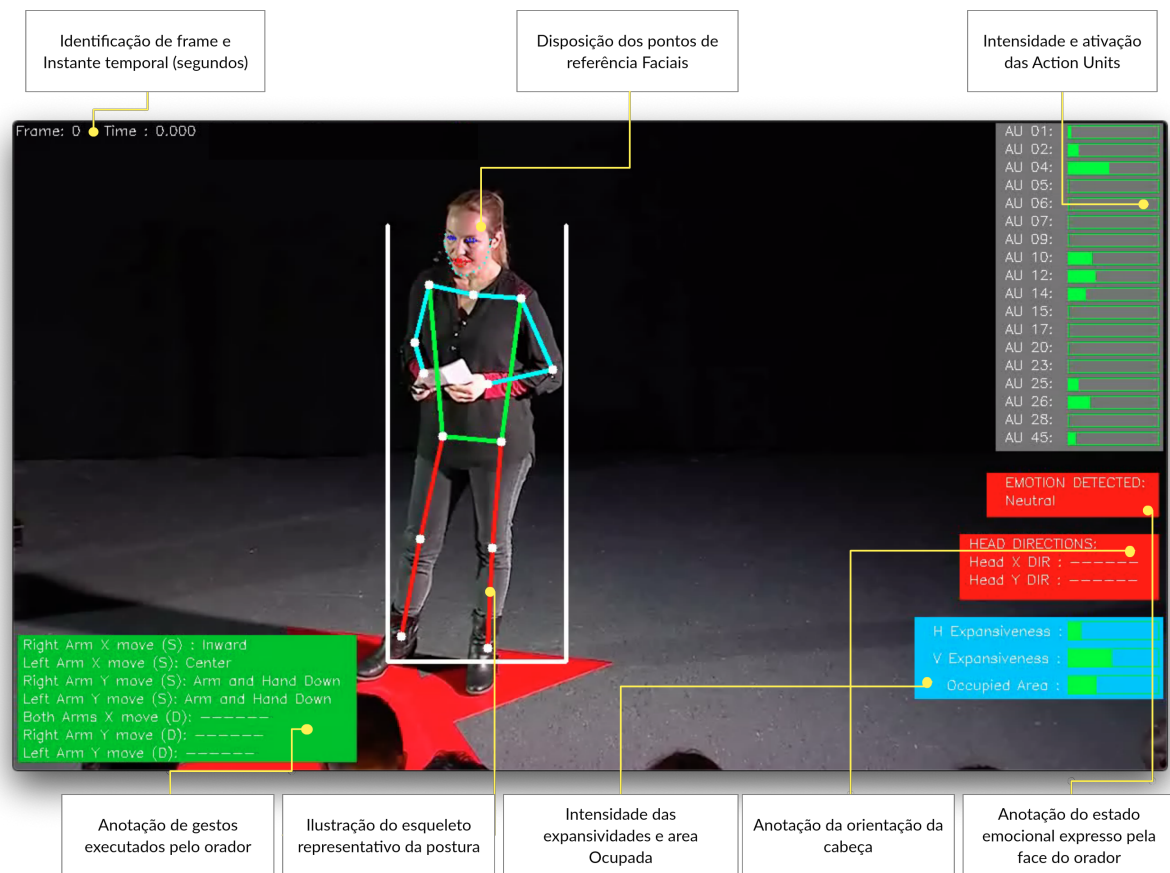 Identificação de frame e
Instante temporal (segundos)
Disposição dos pontos de
referência Faciais
Intensidade e ativação
das Action Units
Frame: 0 Time : 0.000
AU 01:
AU 02:
AU 04:
AU 05:
AU 06:
AU 07:
AU 09:
AU 10:
AU 12:
AU 14:
AU 15:
AU 17:
AU 20:
AU 23:
AU 25:
AU 26:
AU 28:
AU 45:
EMOTION DETECTED:
Neutral
HEAD DIRECTIONS:
Head X DIR : ------
Head Y DIR : ------
H Expansiveness :
V Expansiveness :
Occupied Area :
Right Arm X move (S) : Inward
Left Arm X move (S): Center
Right Arm Y move (S): Arm and Hand Down
Left Arm Y move (S): Arm and Hand Down
Both Arms X move (D): ------
Right Arm Y move (D): ------
Left Arm Y move (D): ------
Anotação de gestos
executados pelo orador
Ilustração do esqueleto
representativo da postura
Intensidade das
expansividades e area
Ocupada
Anotação da orientação da
cabeça
Anotação do estado
emocional expresso pela
face do orador